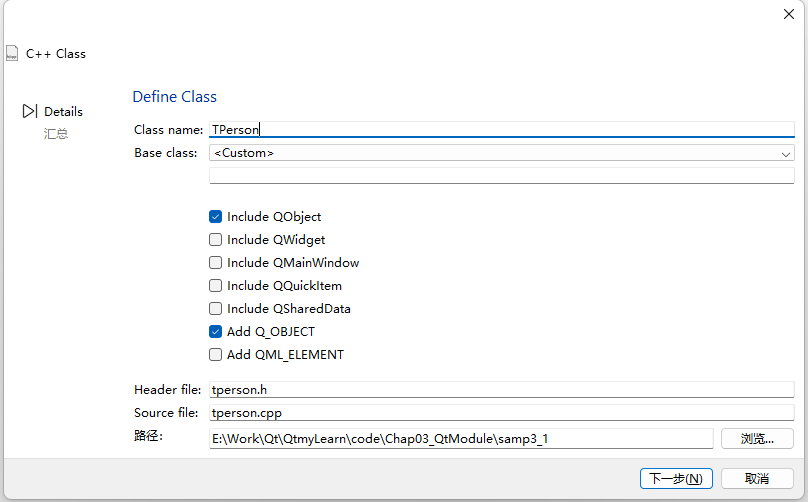 C++ Class
Details
汇总
Define Class
Class name: TPerson
Base class: <Custom>
Include QObject
Include QWidget
Include QMainWindow
Include QQuickItem
Include QSharedData
Add Q_OBJECT
Add QML_ELEMENT
Header file: tperson.h
Source file: tperson.cpp
路径: E:\Work\Qt\QtmyLearn\code\Chap03_QtModule\samp3_1 浏览...
下一步(N) 取消